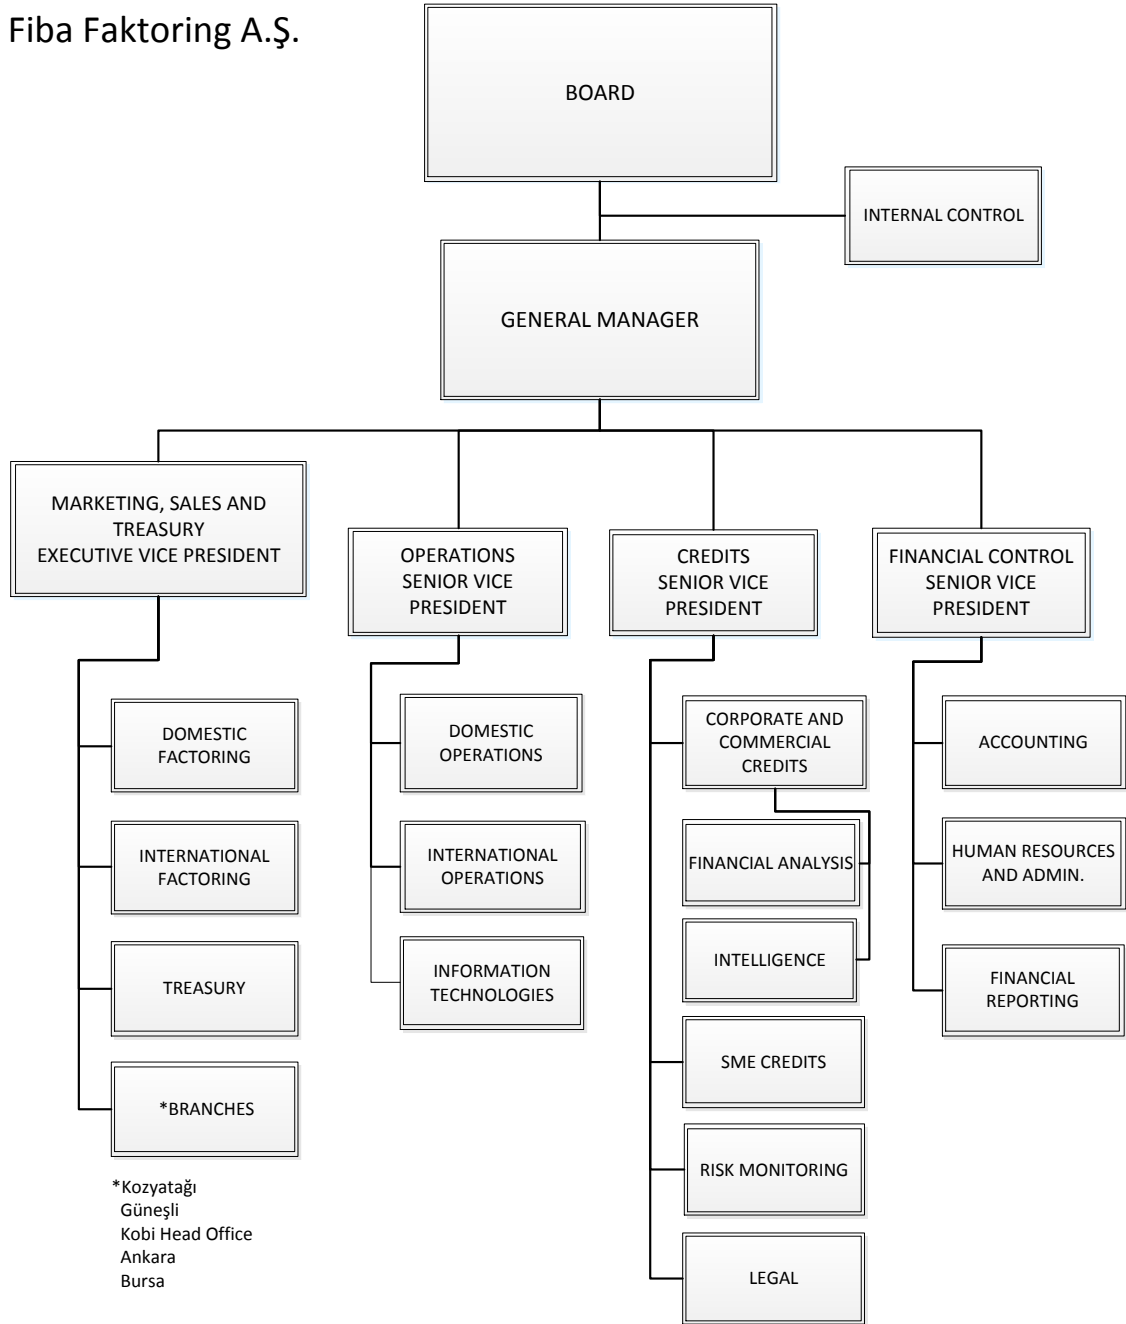 Fiba Faktoring A.Ş.
BOARD
INTERNAL CONTROL
GENERAL MANAGER
MARKETING, SALES AND
TREASURY
EXECUTIVE VICE PRESIDENT
OPERATIONS
SENIOR VICE
PRESIDENT
CREDITS
SENIOR VICE
PRESIDENT
FINANCIAL CONTROL
SENIOR VICE
PRESIDENT
DOMESTIC
FACTORING
INTERNATIONAL
FACTORING
TREASURY
*BRANCHES
*Kozyatağı
Güneşli
Kobi Head Office
Ankara
Bursa
DOMESTIC
OPERATIONS
INTERNATIONAL
OPERATIONS
INFORMATION
TECHNOLOGIES
CORPORATE AND
COMMERCIAL
CREDITS
FINANCIAL ANALYSIS
INTELLIGENCE
SME CREDITS
RISK MONITORING
LEGAL
ACCOUNTING
HUMAN RESOURCES
AND ADMIN.
FINANCIAL
REPORTING